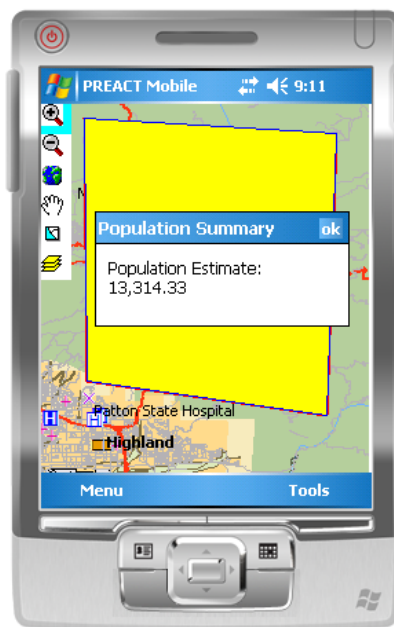 PREACT Mobile 9:11
Population Summary ok
Population Estimate:
13,314.33
Patton State Hospital
H
H
Highland
Menu Tools